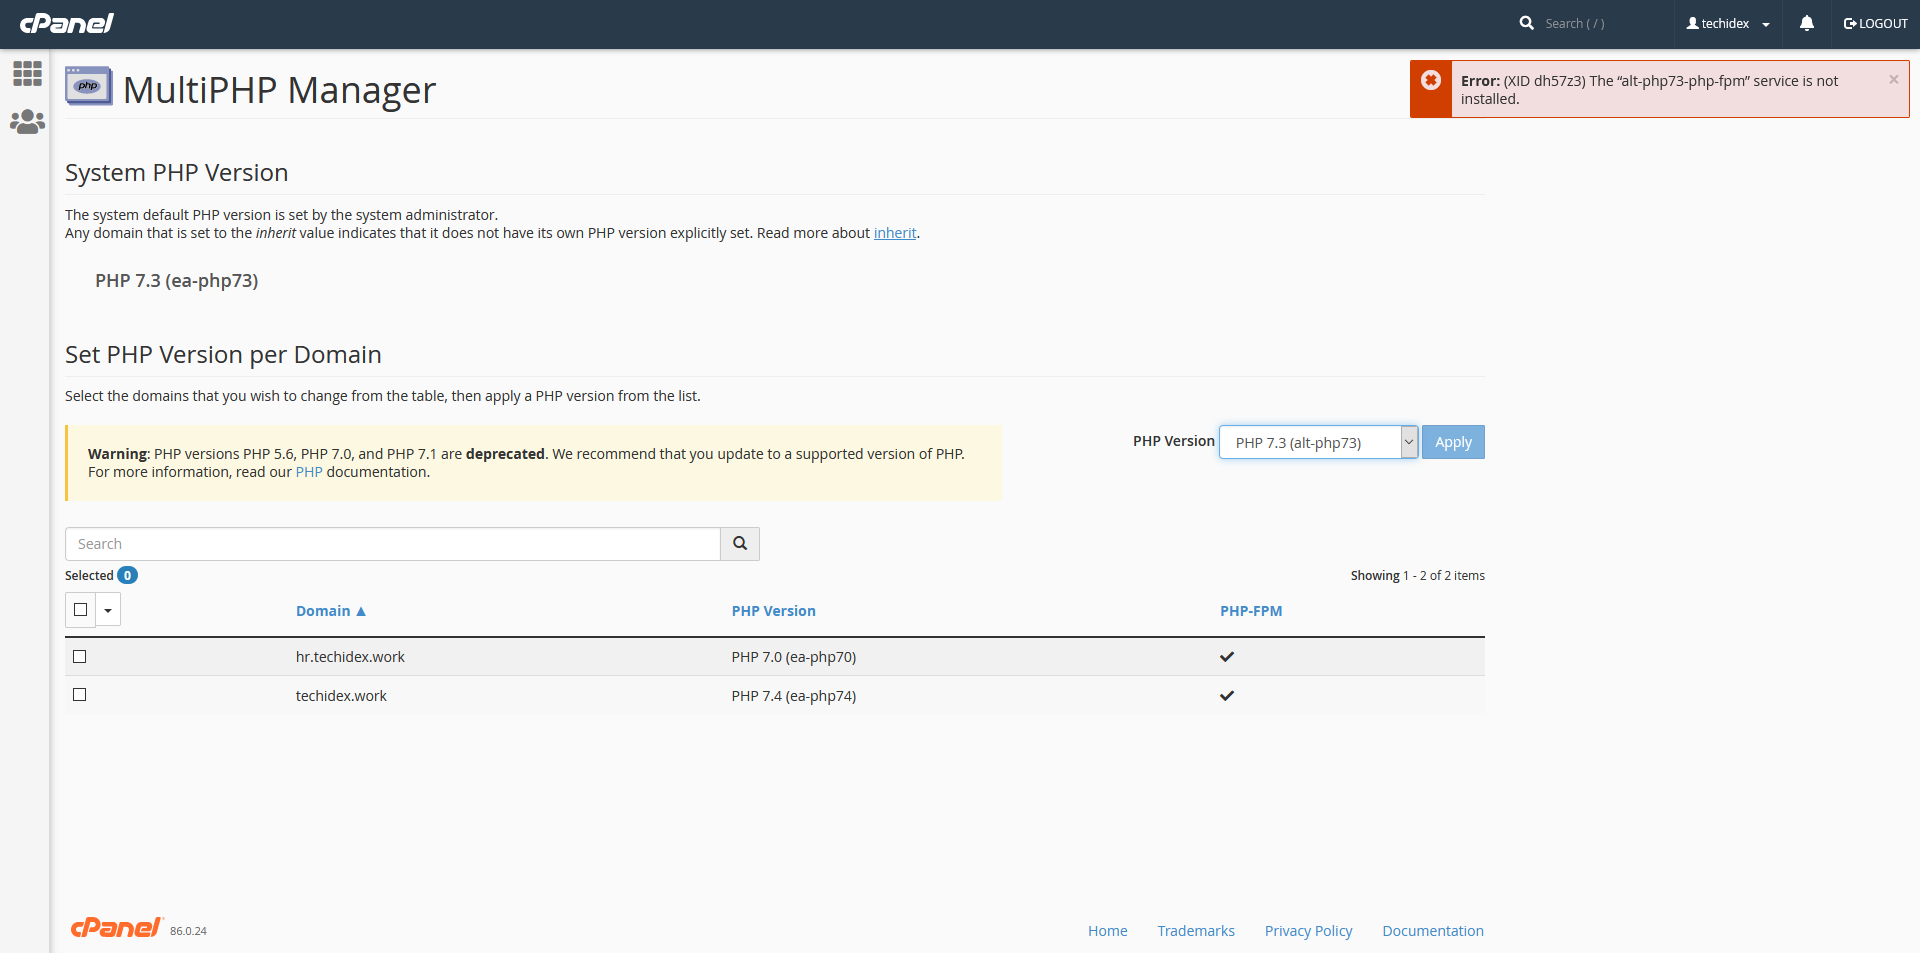 cPanel
Search ( / )
techidex
LOGOUT
php
MultiPHP Manager
Error: (XID dh57z3) The “alt-php73-php-fpm” service is not
installed.
×
System PHP Version
The system default PHP version is set by the system administrator.
Any domain that is set to the inherit value indicates that it does not have its own PHP version explicitly set. Read more about inherit.
PHP 7.3 (ea-php73)
Set PHP Version per Domain
Select the domains that you wish to change from the table, then apply a PHP version from the list.
Warning: PHP versions PHP 5.6, PHP 7.0, and PHP 7.1 are deprecated. We recommend that you update to a supported version of PHP.
For more information, read our PHP documentation.
PHP Version PHP 7.3 (alt-php73) Apply
Search
Selected 0
Showing 1 - 2 of 2 items
Domain ▲ PHP Version PHP-FPM
hr.techidex.work PHP 7.0 (ea-php70)
techidex.work PHP 7.4 (ea-php74)
cPanel 86.0.24
Home Trademarks Privacy Policy Documentation